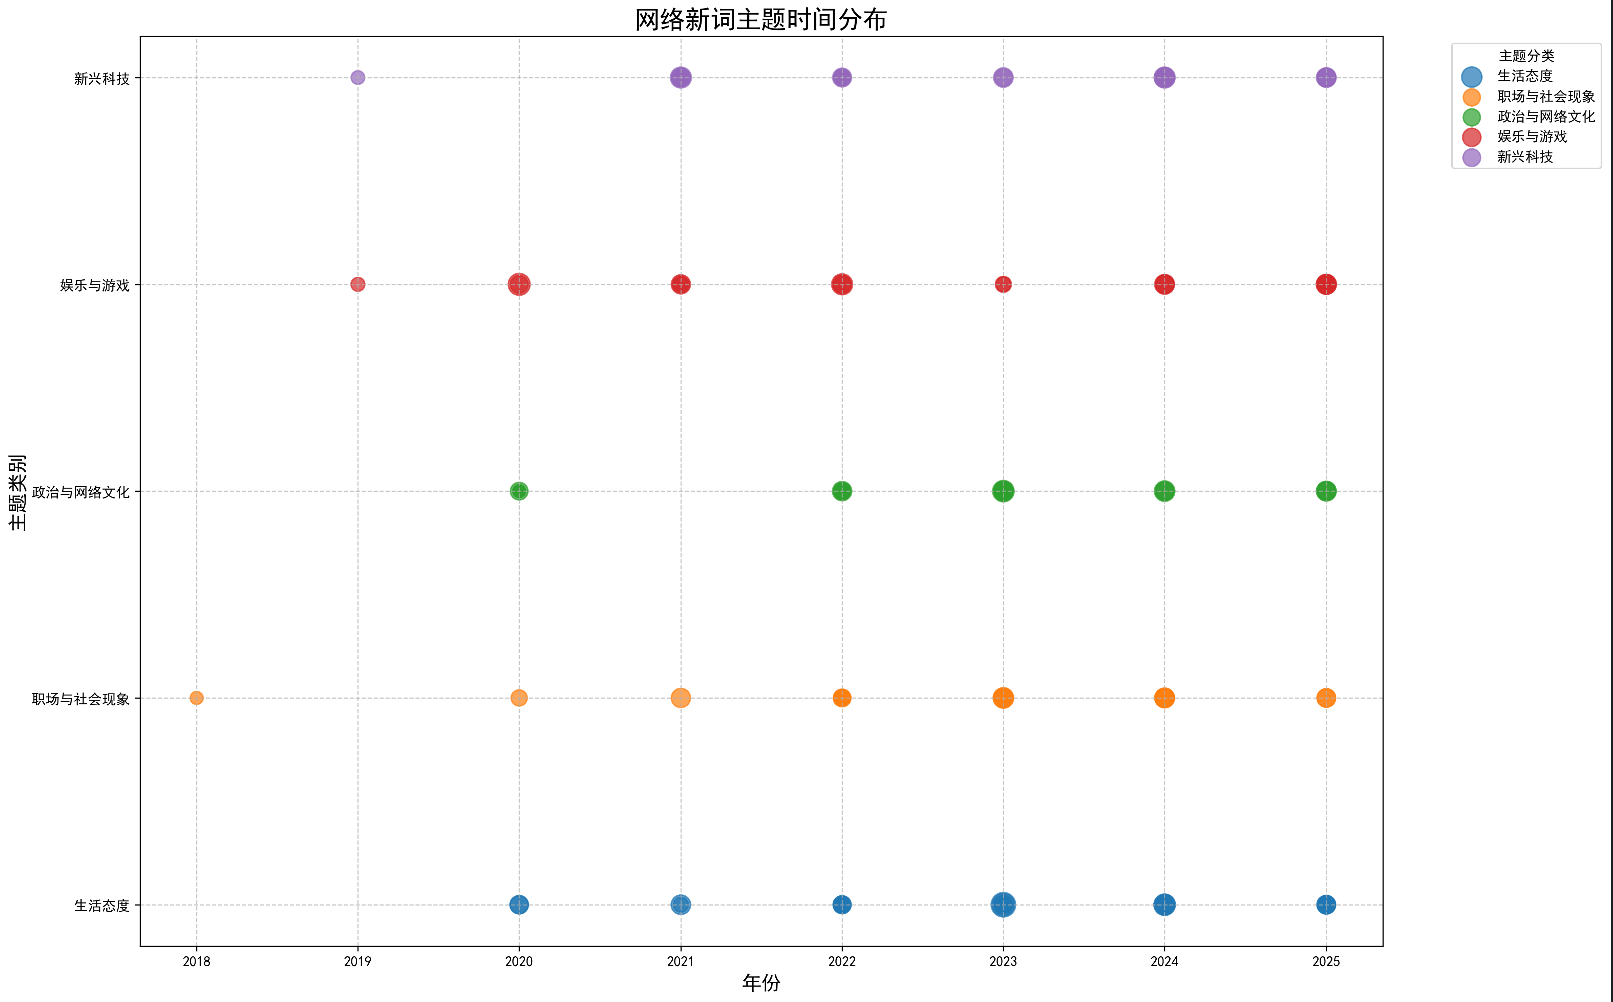 网络新词主题时间分布
主题分类
生活态度
职场与社会现象
政治与网络文化
娱乐与游戏
新兴科技
主题类别
新兴科技
娱乐与游戏
政治与网络文化
职场与社会现象
生活态度
2018 2019 2020 2021 2022 2023 2024 2025
年份